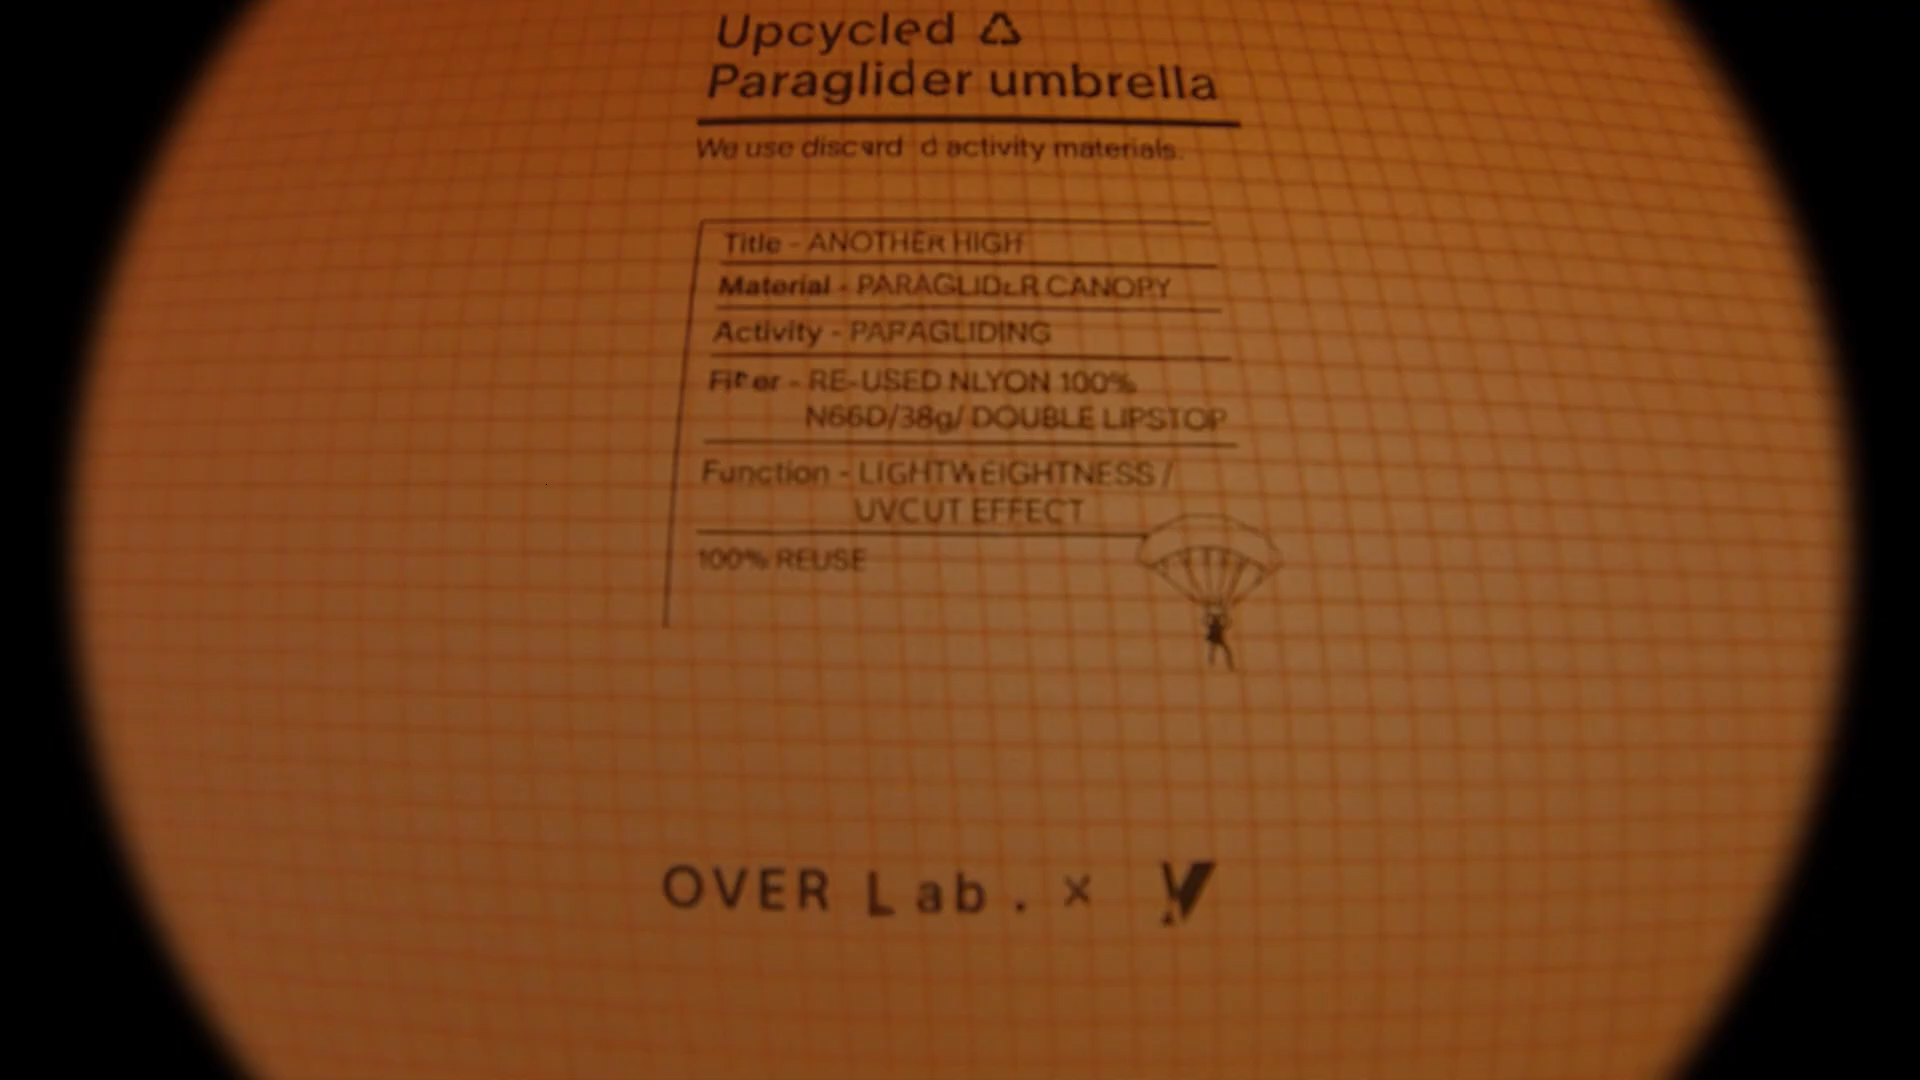 Upcycled
Paraglider umbrella
We use discard d activity materials.
Title - ANOTHER HIGH
Material - PARAGLIDER CANOPY
Activity - PARAGLIDING
Fiber - RE-USED NLYON 100%
N66D/38g/ DOUBLE LIPSTOP
Function - LIGHTWEIGHTNESS /
UVCUT EFFECT
100% REUSE
OVER Lab. x